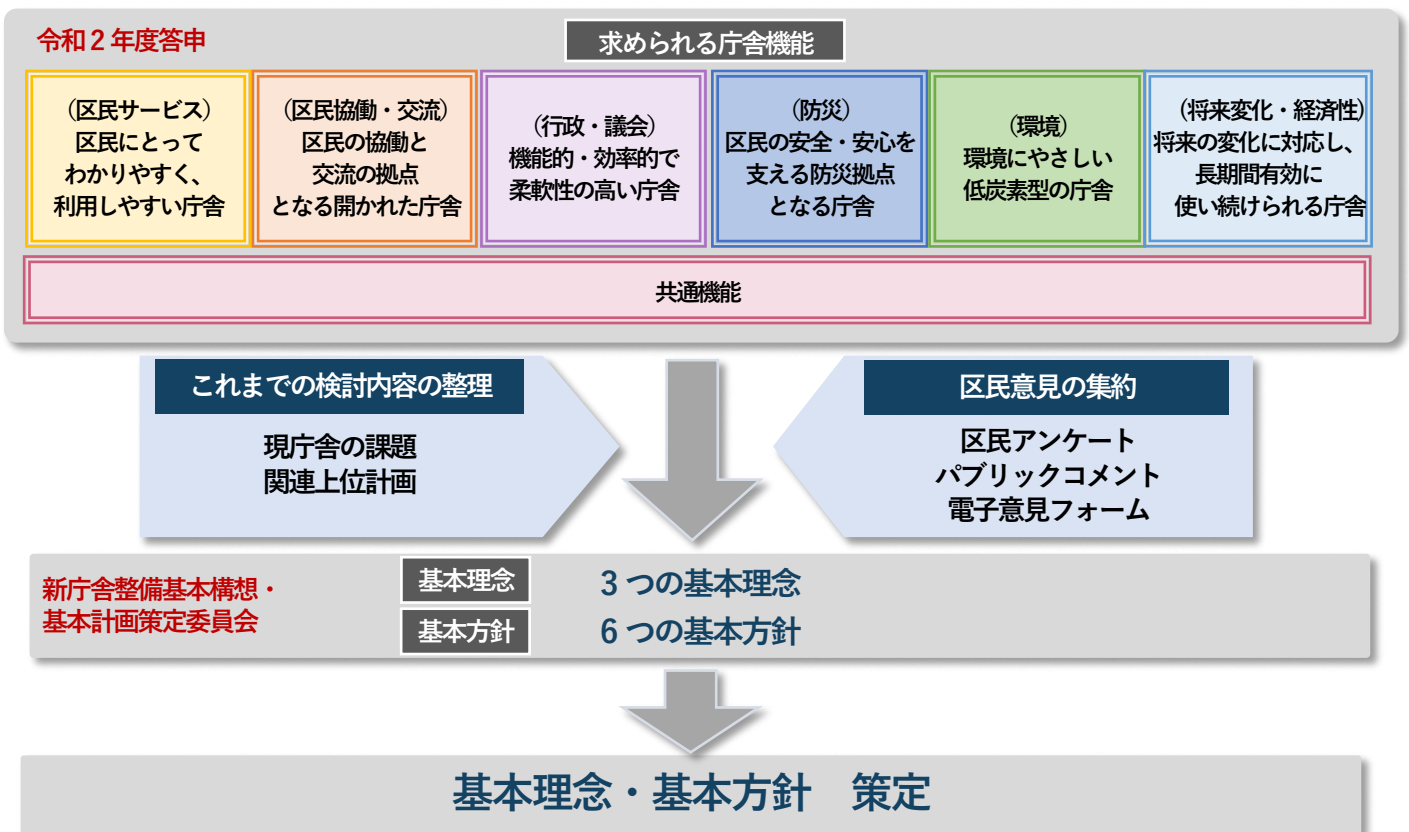 令和２年度答申
求められる庁舎機能
（区民サービス）
区民にとって
わかりやすく、
利用しやすい庁舎
（区民協働・交流）
区民の協働と
交流の拠点
となる開かれた庁舎
（行政・議会）
機能的・効率的で
柔軟性の高い庁舎
（防災）
区民の安全・安心を
支える防災拠点
となる庁舎
（環境）
環境にやさしい
低炭素型の庁舎
（将来変化・経済性）
将来の変化に対応し、
長期間有効に
使い続けられる庁舎
共通機能
これまでの検討内容の整理
現庁舎の課題
関連上位計画
区民意見の集約
区民アンケート
パブリックコメント
電子意見フォーム
新庁舎整備基本構想・
基本計画策定委員会
基本理念
３つの基本理念
基本方針
６つの基本方針
基本理念・基本方針　策定